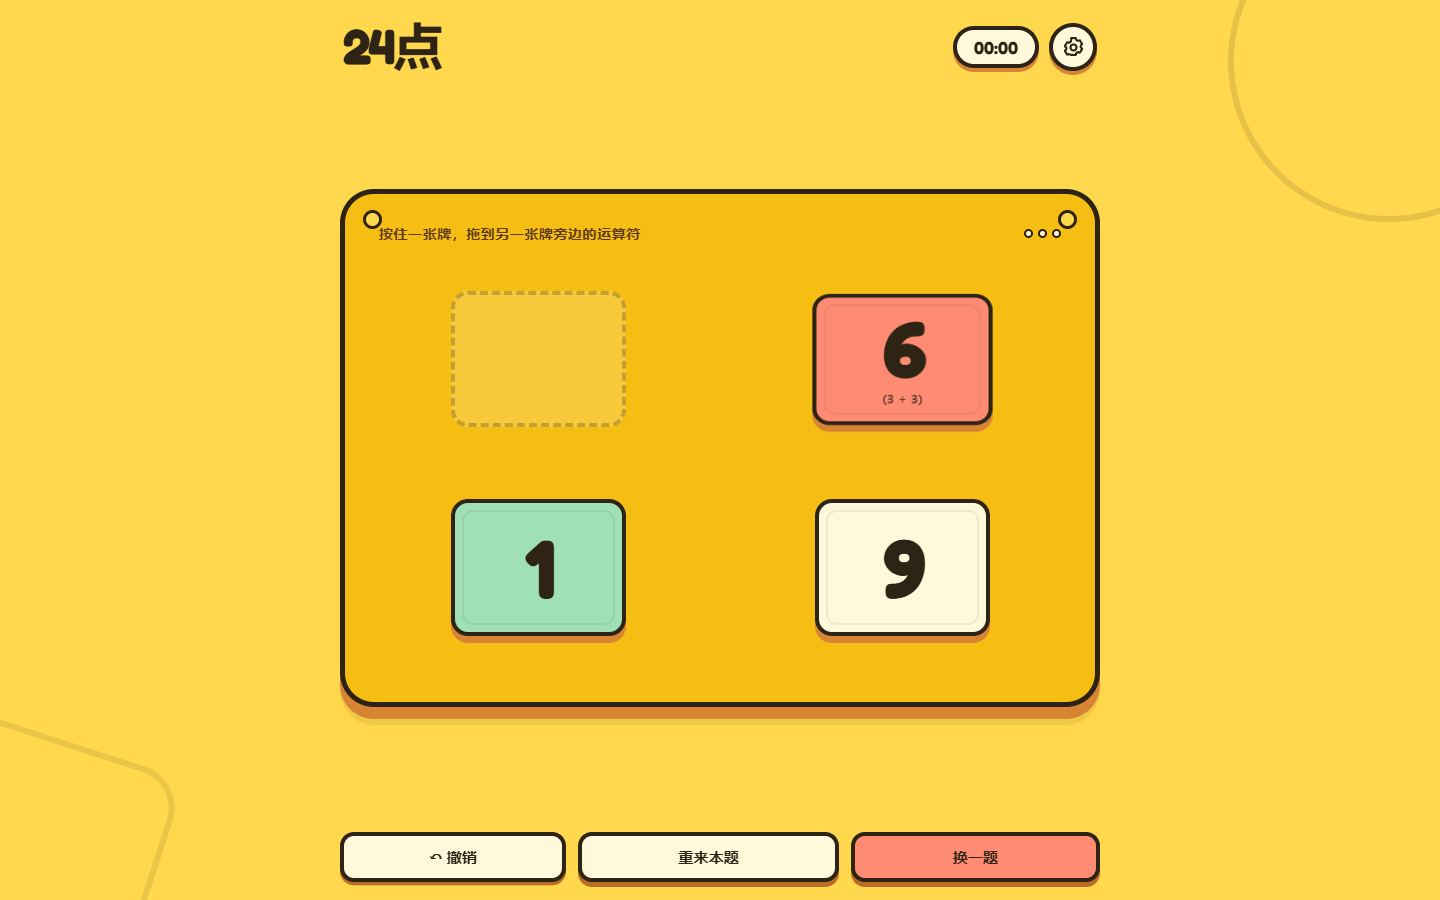 24点
00:00
按住一张牌，拖到另一张牌旁边的运算符
6
(3 + 3)
1
9
↶ 撤销
重来本题
换一题